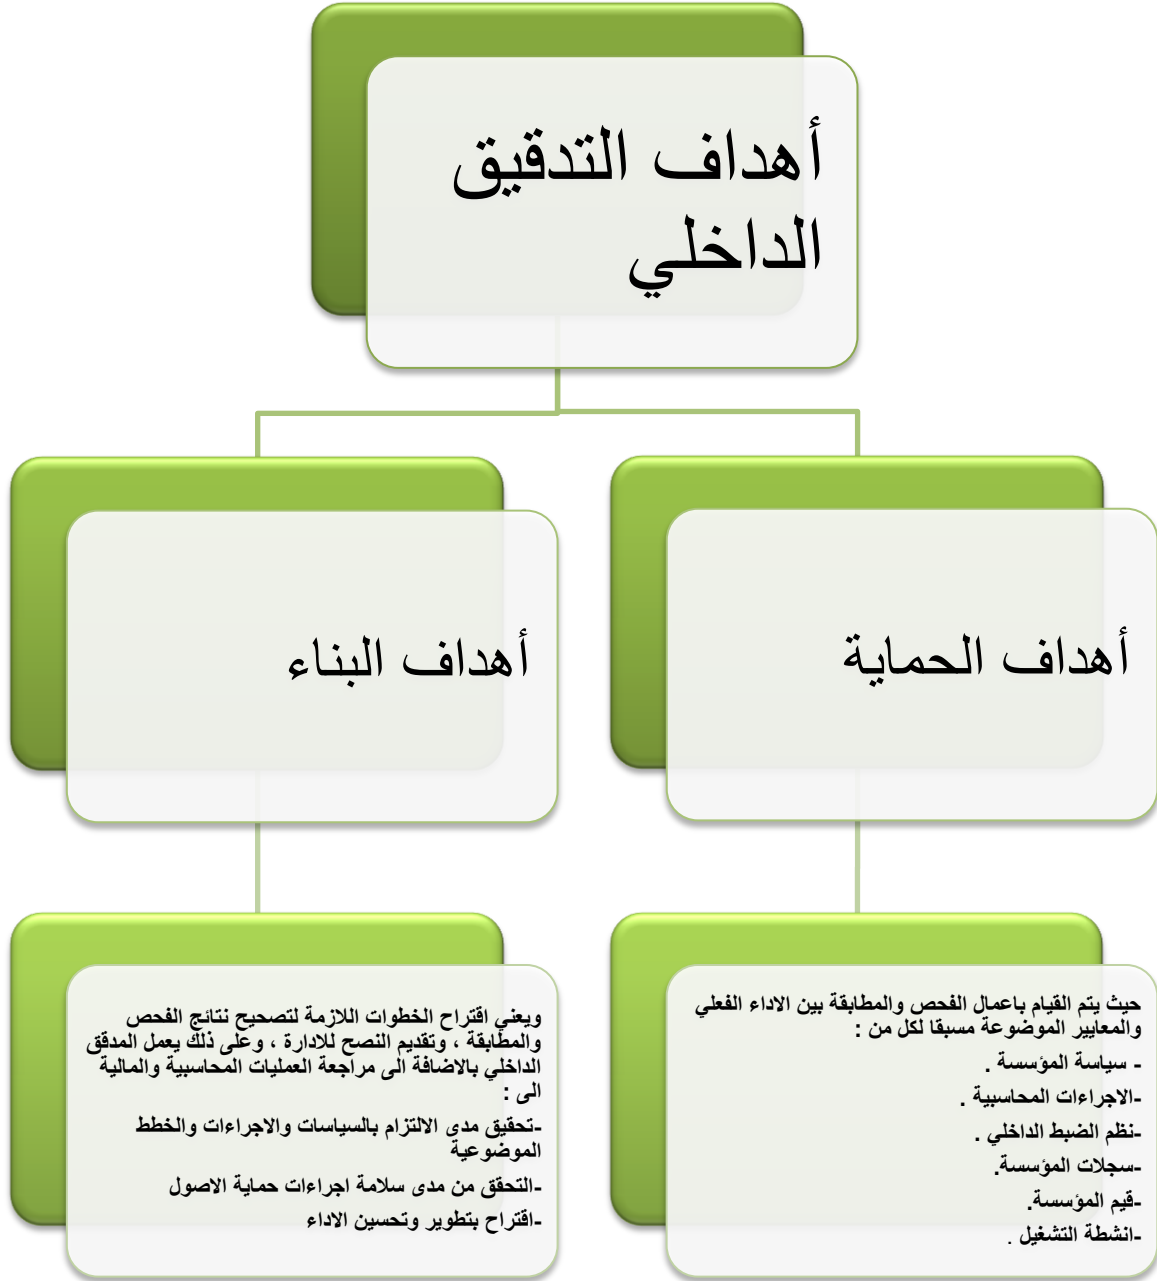 أهداف التدقيق
الداخلي
أهداف الحماية
أهداف البناء
حيث يتم القيام باعمال الفحص والمطابقة بين الاداء الفعلي
والمعايير الموضوعة مسبقا لكل من :
- سياسة المؤسسة .
-الاجراءات المحاسبية .
-نظم الضبط الداخلي .
-سجلات المؤسسة.
-قيم المؤسسة.
-انشطة التشغيل .
ويعني اقتراح الخطوات اللازمة لتصحيح نتائج الفحص
والمطابقة ، وتقديم النصح للادارة ، وعلى ذلك يعمل المدقق
الداخلي بالاضافة الى مراجعة العمليات المحاسبية والمالية
الى :
-تحقيق مدى الالتزام بالسياسات والاجراءات والخطط
الموضوعية
-التحقق من مدى سلامة اجراءات حماية الاصول
-اقتراح بتطوير وتحسين الاداء